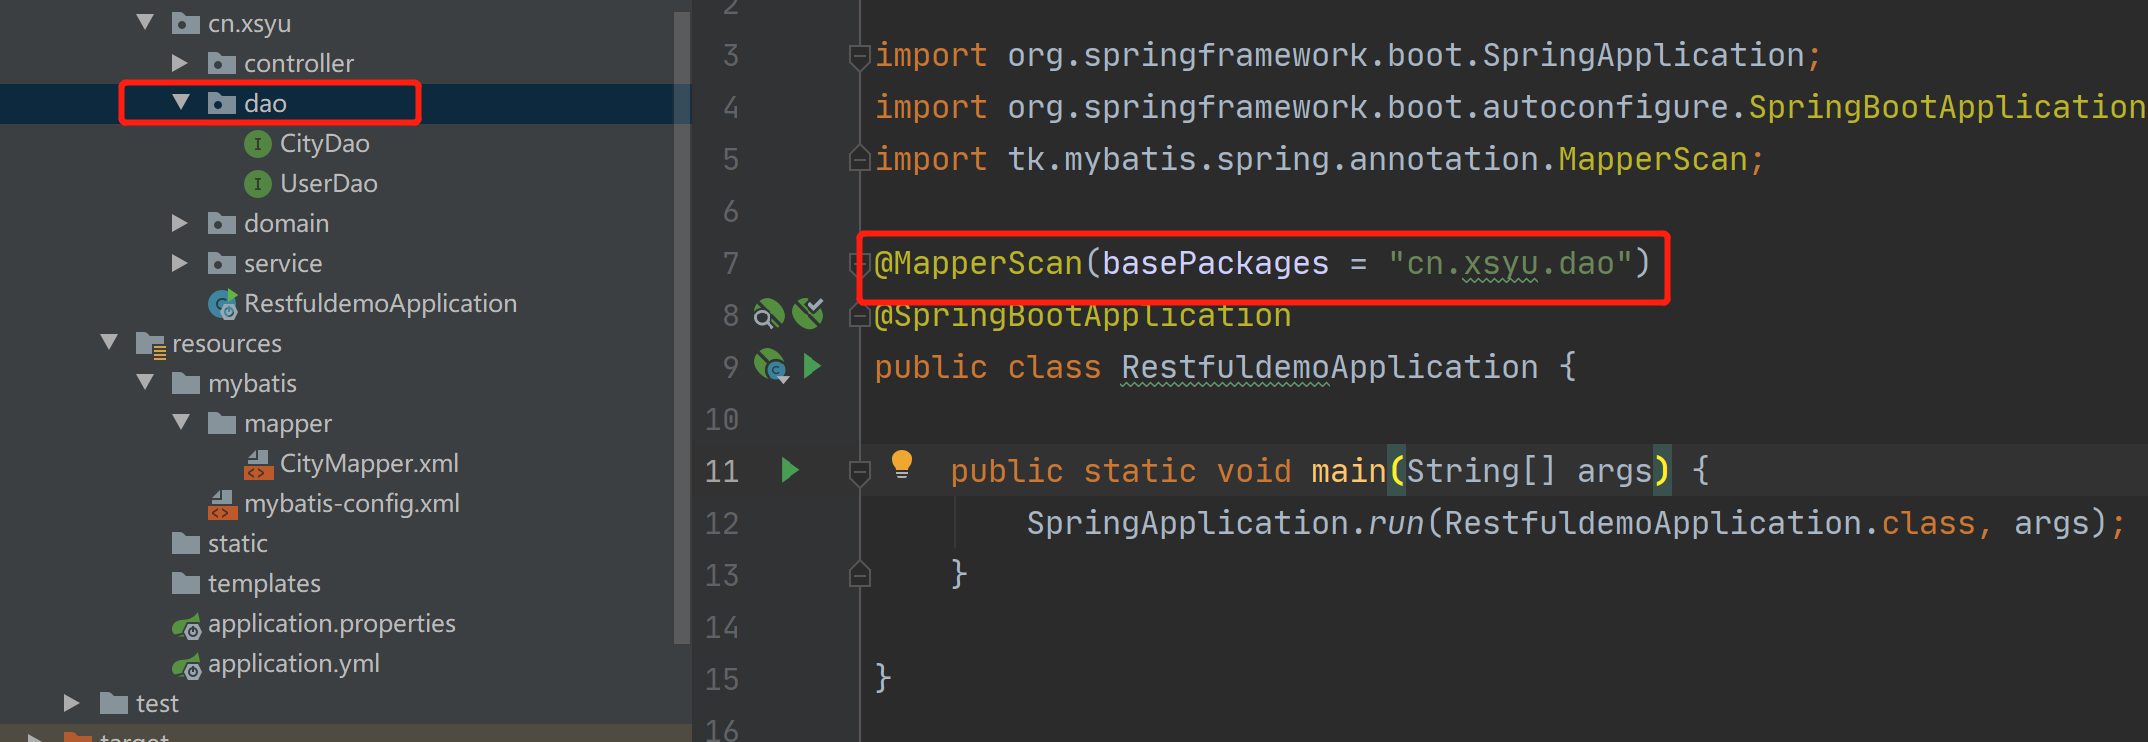 cn.xsyu
controller
dao
CityDao
UserDao
domain
service
RestfuldemoApplication
resources
mybatis
mapper
CityMapper.xml
mybatis-config.xml
static
templates
application.properties
application.yml
test
target
2
3 import org.springframework.boot.SpringApplication;
4 import org.springframework.boot.autoconfigure.SpringBootApplication
5 import tk.mybatis.spring.annotation.MapperScan;
6
7 @MapperScan(basePackages = "cn.xsyu.dao")
8 @SpringBootApplication
9 public class RestfuldemoApplication {
10
11 public static void main(String[] args) {
12 SpringApplication.run(RestfuldemoApplication.class, args);
13 }
14
15 }
16